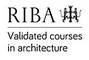 RIBA
Validated courses
in architecture